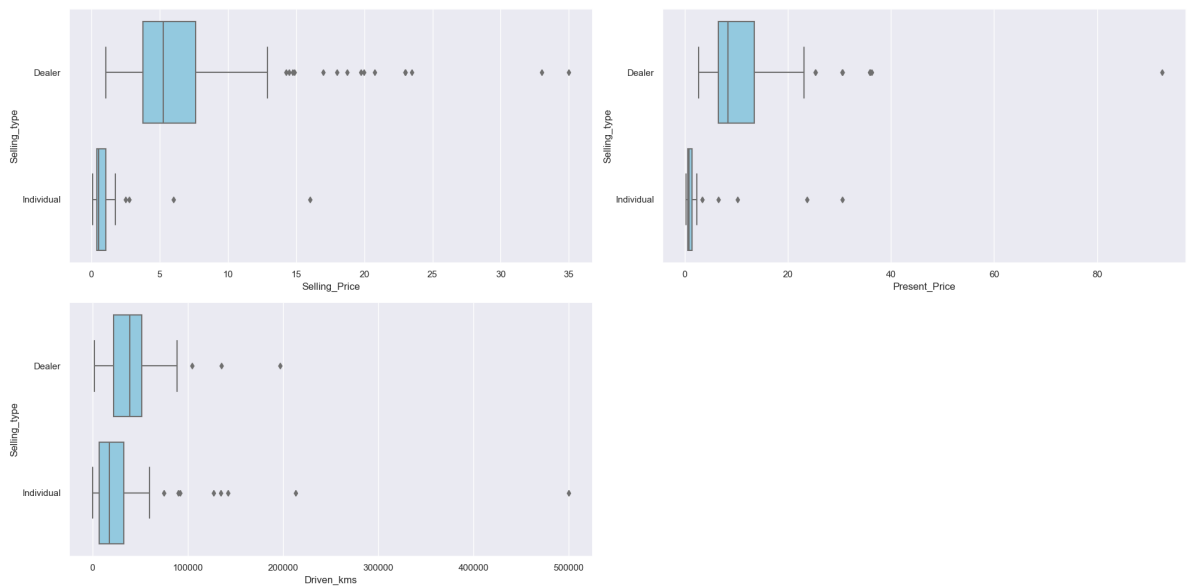 Selling_type
Dealer
Individual
0 5 10 15 20 25 30 35
Selling_Price
Selling_type
Dealer
Individual
0 20 40 60 80
Present_Price
Selling_type
Dealer
Individual
0 100000 200000 300000 400000 500000
Driven_kms